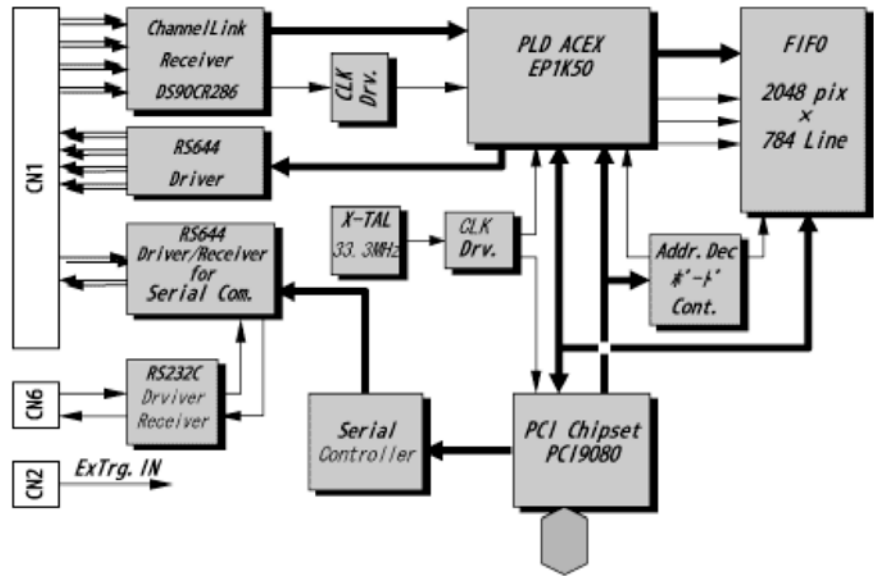 CN1
ChannelLink
Receiver
DS90CR286
CLK
Drv.
PLD ACEX
EP1K50
FIFO
2048 pix
×
784 Line
RS644
Driver
RS644
Driver/Receiver
for
Serial Com.
X-TAL
33.3MHz
CLK
Drv.
Addr.Dec
ボード
Cont.
CN6
RS232C
Drviver
Receiver
CN2
ExTrg.IN
Serial
Controller
PCI Chipset
PCI9080